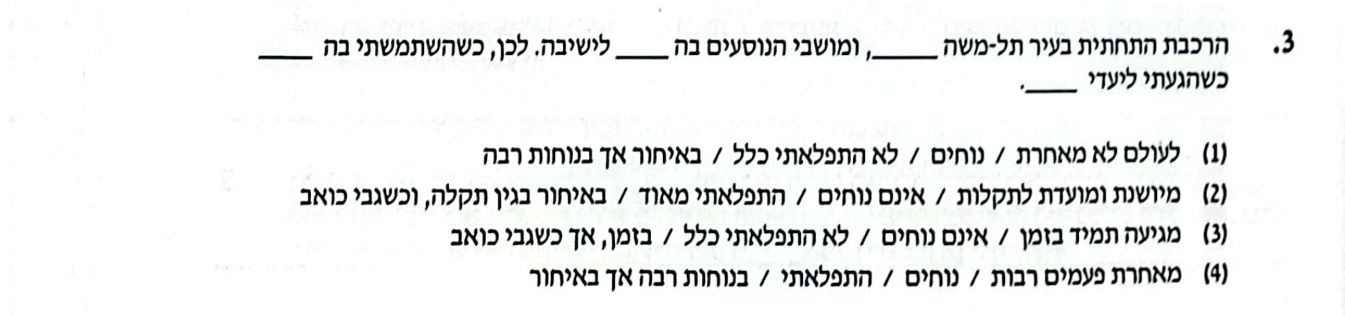 3. הרכבת התחתית בעיר תל-משה _____, ומושבי הנוסעים בה ____ לישיבה. לכן, כשהשתמשתי בה ____
כשהגעתי ליעדי ____.
(1) לעולם לא מאחרת / נוחים / לא התפלאתי כלל / באיחור אך בנוחות רבה
(2) מיושנת ומועדת לתקלות / אינם נוחים / התפלאתי מאוד / באיחור בגין תקלה, וכשגבי כואב
(3) מגיעה תמיד בזמן / אינם נוחים / לא התפלאתי כלל / בזמן, אך כשגבי כואב
(4) מאחרת פעמים רבות / נוחים / התפלאתי / בנוחות רבה אך באיחור